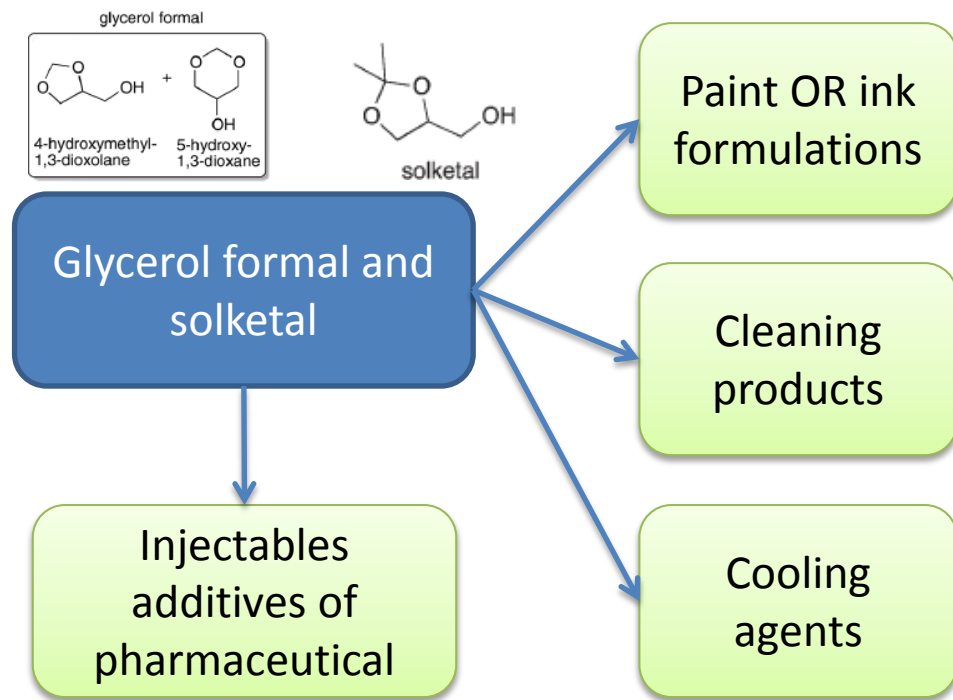 glycerol formal
O
O
OH
+
O
O
OH
4-hydroxymethyl-
1,3-dioxolane
5-hydroxy-
1,3-dioxane
O
O
OH
solketal
Glycerol formal and
solketal
Paint OR ink
formulations
Cleaning
products
Cooling
agents
Injectables
additives of
pharmaceutical